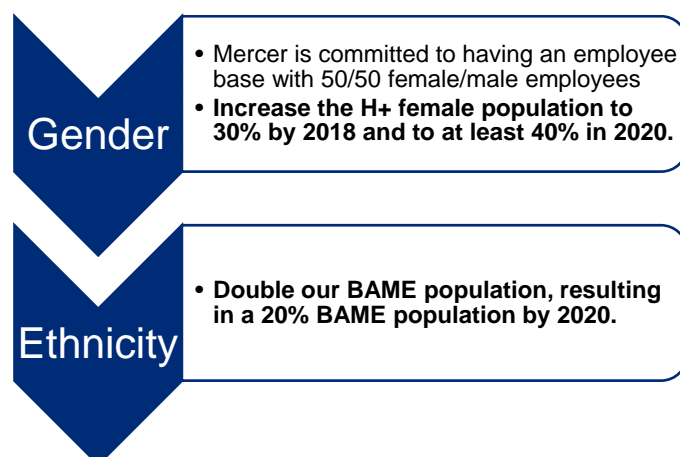 Gender
• Mercer is committed to having an employee
base with 50/50 female/male employees
• Increase the H+ female population to
30% by 2018 and to at least 40% in 2020.
Ethnicity
• Double our BAME population, resulting
in a 20% BAME population by 2020.